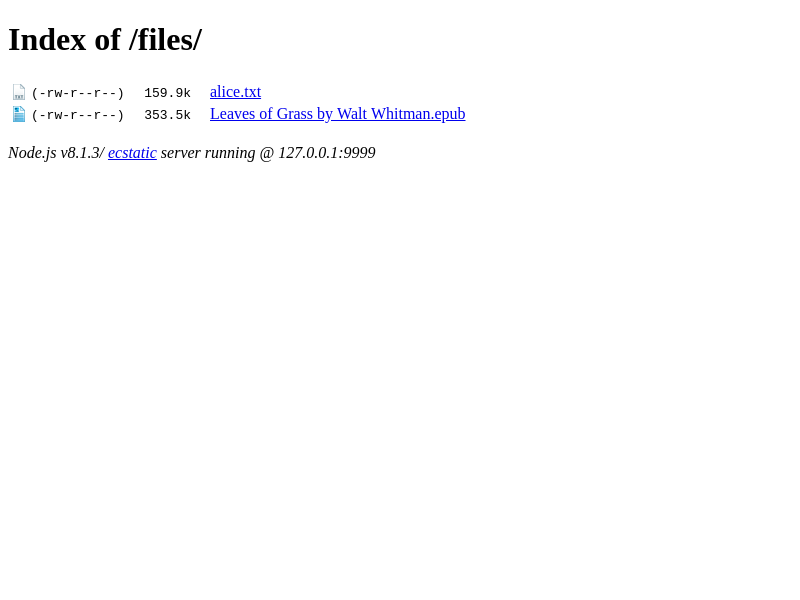 Index of /files/
(-rw-r--r--) 159.9k alice.txt
(-rw-r--r--) 353.5k Leaves of Grass by Walt Whitman.epub
Node.js v8.1.3/ ecstatic server running @ 127.0.0.1:9999